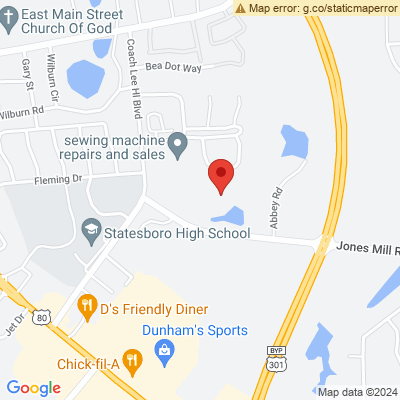 Map error: g.co/staticmaperror
East Main Street
Church Of God
Coach Lee Hl Blvd
Bea Dot Way
Gary St
Wilburn Cir
Wilburn Rd
sewing machine
repairs and sales
Fleming Dr
Abbey Rd
Statesboro High School
Jones Mill R
Jet Dr
80
D's Friendly Diner
Dunham's Sports
BYP
301
Chick-fil-A
Google
Map data ©2024